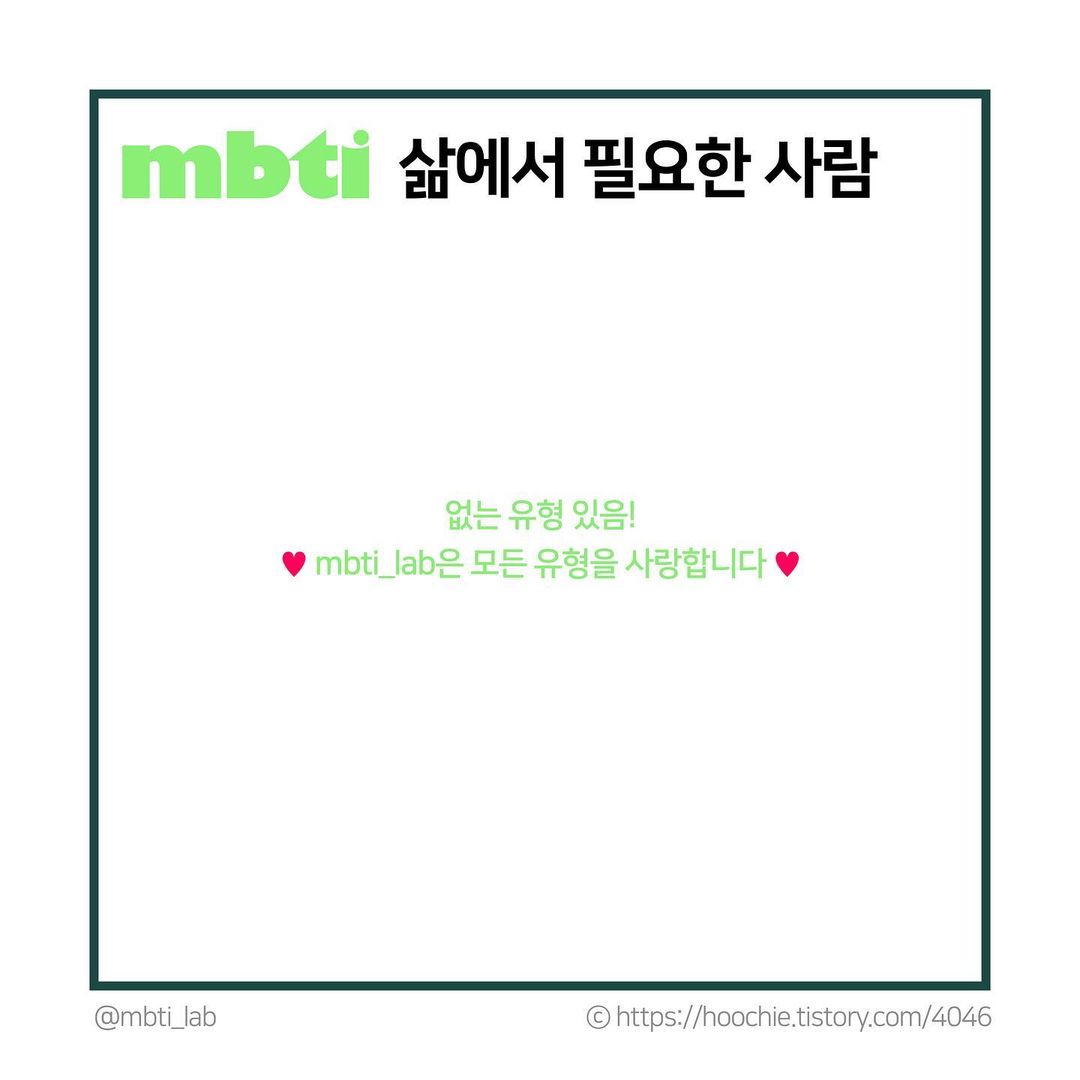 mbti 삶에서 필요한 사람
없는 유형 있음!
♥ mbti_lab은 모든 유형을 사랑합니다 ♥
@mbti_lab
ⓒ https://hoochie.tistory.com/4046